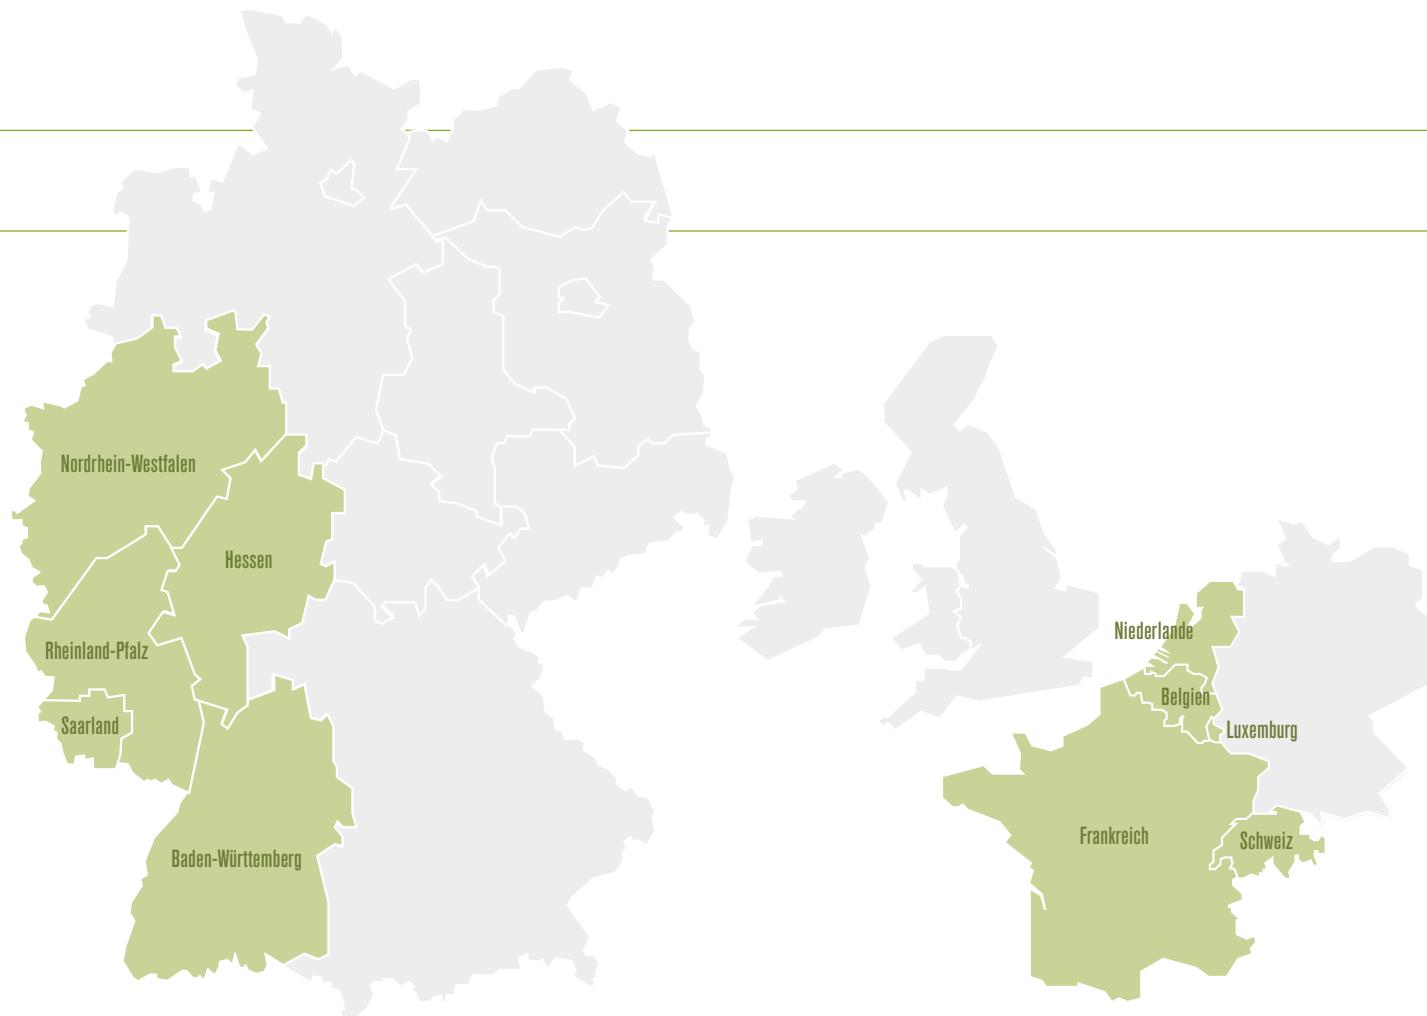 Nordrhein-Westfalen
Hessen
Rheinland-Pfalz
Saarland
Baden-Württemberg
Niederlande
Belgien
Luxemburg
Frankreich
Schweiz